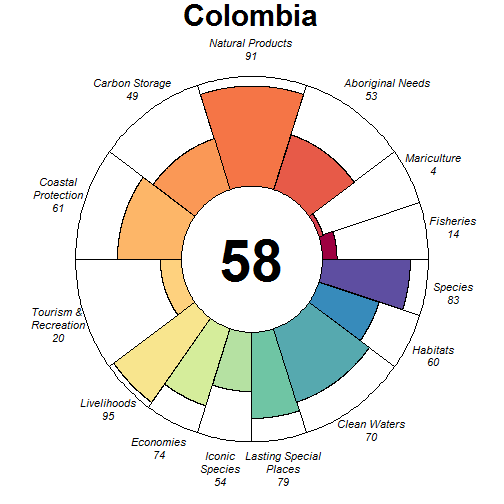 Colombia
Natural Products
91
Carbon Storage
49
Aboriginal Needs
53
Mariculture
4
Coastal
Protection
61
Fisheries
14
58
Species
83
Tourism &
Recreation
20
Habitats
60
Livelihoods
95
Clean Waters
70
Economies
74
Iconic
Species
54
Lasting Special
Places
79